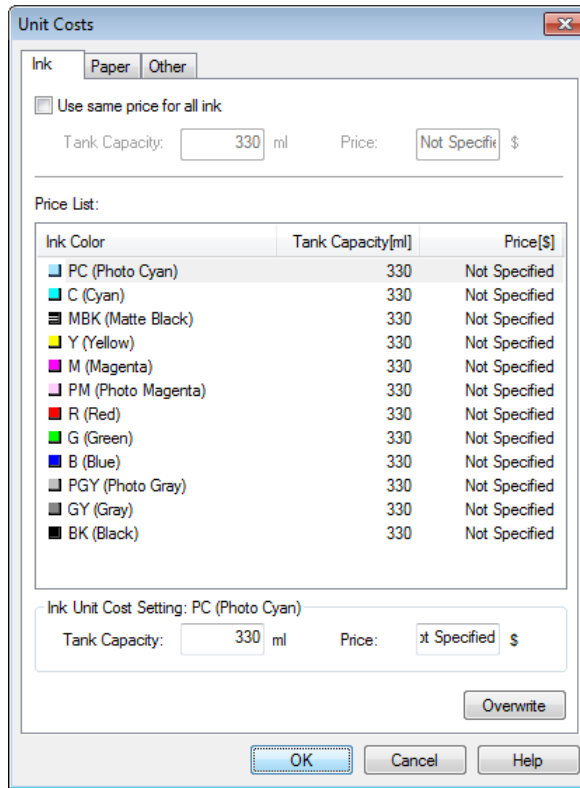 Unit Costs
Ink Paper Other
Use same price for all ink
Tank Capacity: 330 ml Price: Not Specifi $
Price List:
Ink Color Tank Capacity[ml] Price[$]
PC (Photo Cyan) 330 Not Specified
C (Cyan) 330 Not Specified
MBK (Matte Black) 330 Not Specified
Y (Yellow) 330 Not Specified
M (Magenta) 330 Not Specified
PM (Photo Magenta) 330 Not Specified
R (Red) 330 Not Specified
G (Green) 330 Not Specified
B (Blue) 330 Not Specified
PGY (Photo Gray) 330 Not Specified
GY (Gray) 330 Not Specified
BK (Black) 330 Not Specified
Ink Unit Cost Setting: PC (Photo Cyan)
Tank Capacity: 330 ml Price: ot Specified $
Overwrite
OK Cancel Help